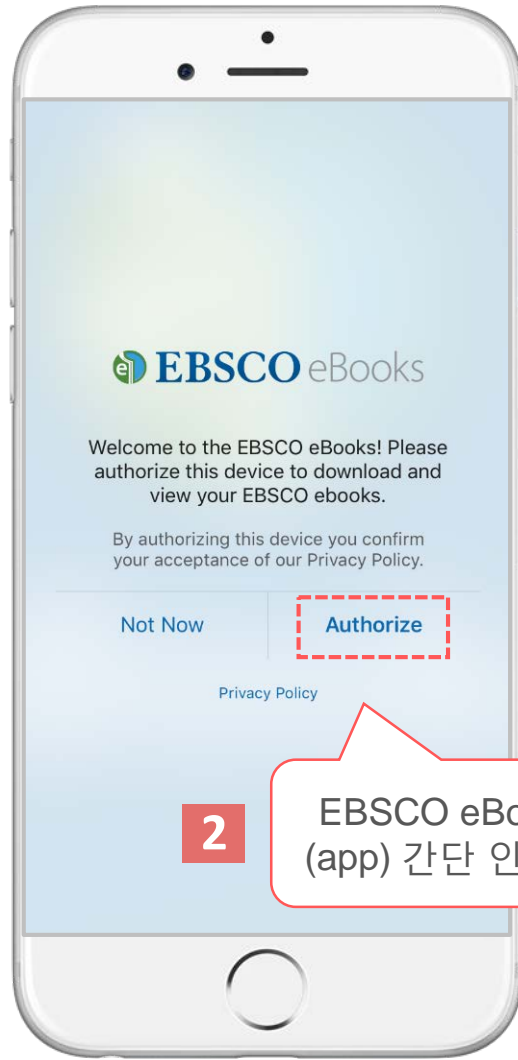 EBSCO eBooks
Welcome to the EBSCO eBooks! Please
authorize this device to download and
view your EBSCO ebooks.
By authorizing this device you confirm
your acceptance of our Privacy Policy.
Not Now
Authorize
Privacy Policy
2
EBSCO
(app) 간단